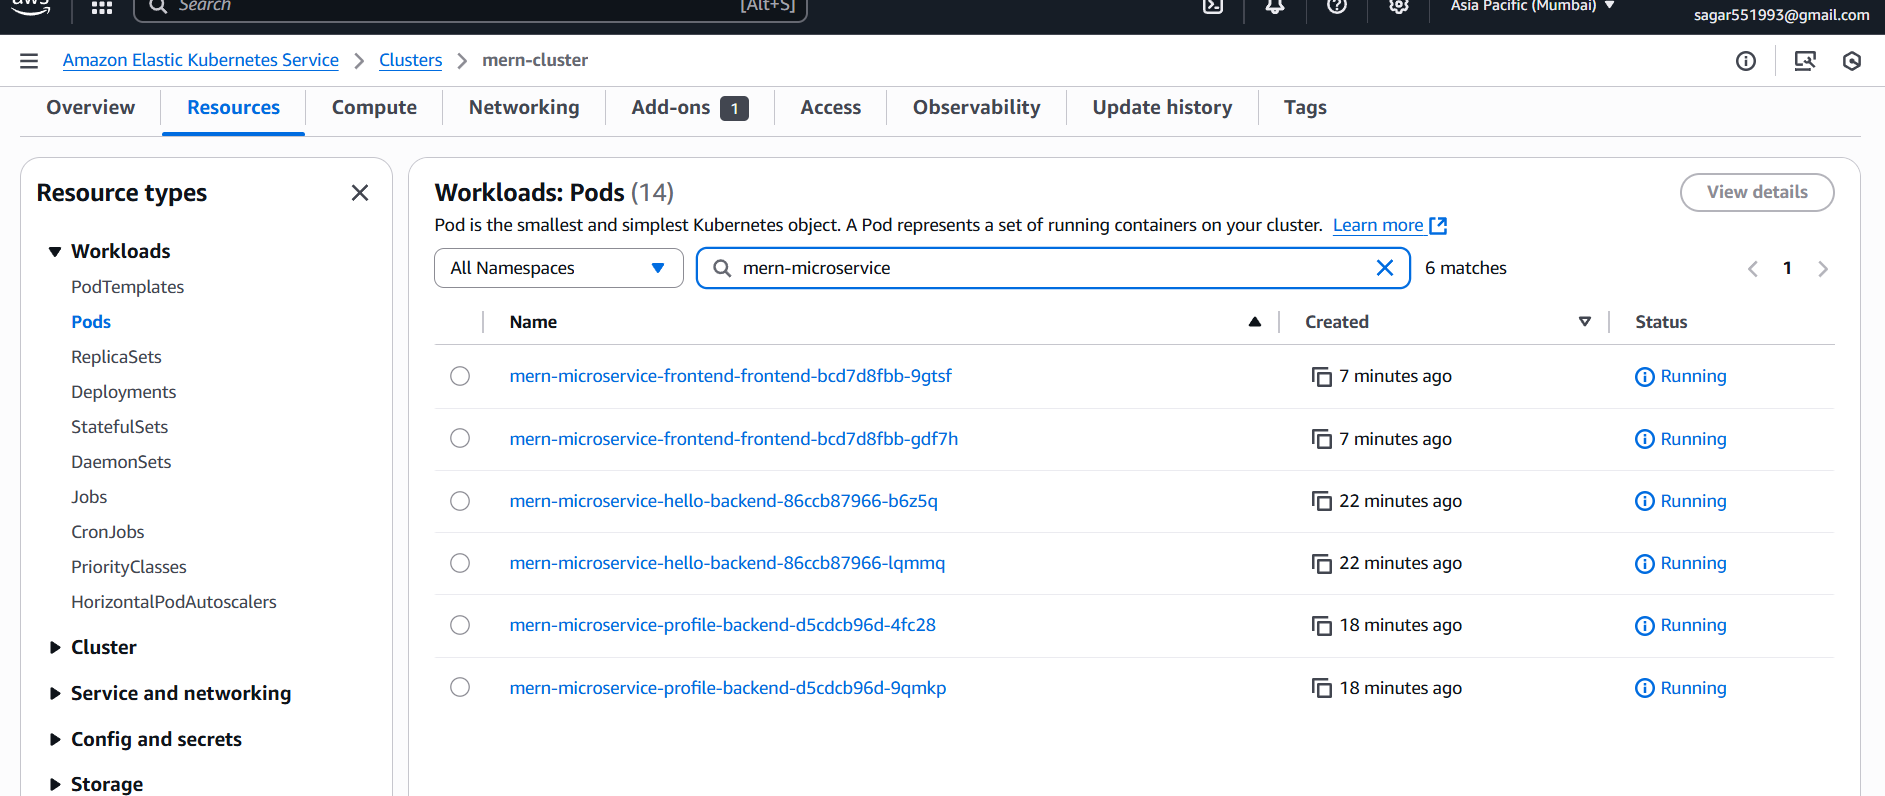 aws
Search
[Alt+S]
Asia Pacific (Mumbai)
sagar551993@gmail.com
Amazon Elastic Kubernetes Service > Clusters > mern-cluster
Overview
Resources
Compute
Networking
Add-ons 1
Access
Observability
Update history
Tags
Resource types
Workloads
PodTemplates
Pods
ReplicaSets
Deployments
StatefulSets
DaemonSets
Jobs
CronJobs
PriorityClasses
HorizontalPodAutoscalers
Cluster
Service and networking
Config and secrets
Storage
Workloads: Pods (14)
View details
Pod is the smallest and simplest Kubernetes object. A Pod represents a set of running containers on your cluster. Learn more
All Namespaces
mern-microservice
6 matches
1
Name Created Status
mern-microservice-frontend-frontend-bcd7d8fbb-9gtsf 7 minutes ago Running
mern-microservice-frontend-frontend-bcd7d8fbb-gdf7h 7 minutes ago Running
mern-microservice-hello-backend-86ccb87966-b6z5q 22 minutes ago Running
mern-microservice-hello-backend-86ccb87966-lqmmq 22 minutes ago Running
mern-microservice-profile-backend-d5cdcb96d-4fc28 18 minutes ago Running
mern-microservice-profile-backend-d5cdcb96d-9qmkp 18 minutes ago Running